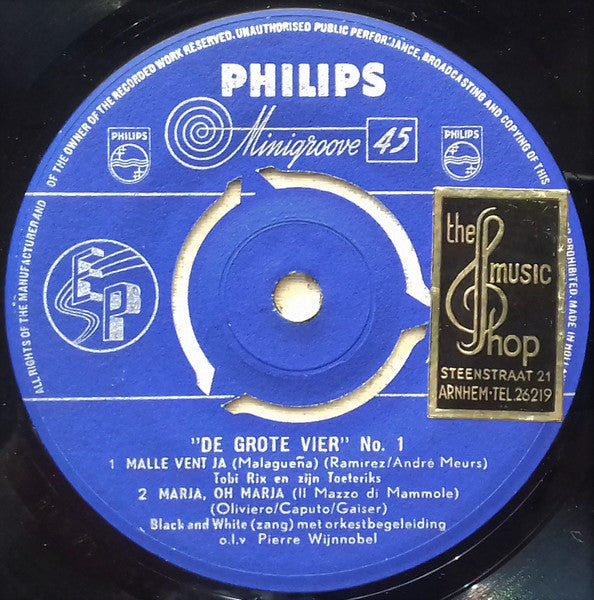 ALL RIGHTS OF THE MANUFACTURER AND OF THE OWNER OF THE RECORDED WORK RESERVED. UNAUTHORISED PUBLIC PERFORMANCE, BROADCASTING AND COPYING OF THIS PROHIBITED. MADE IN
PHILIPS
Minigroove 45
PHILIPS
PHILIPS
EP
the
music
shop
STEENSTRAAT 21
ARNHEM·TEL.26219
"DE GROTE VIER" No. 1
1 MALLE VENT JA (Malagueña) (Ramirez/André Meurs)
Tobi Rix en zijn Toeteriks
2 MARJA, OH MARJA (Il Mazzo di Mammole)
(Oliviero/Caputo/Gaiser)
Black and White (zang) met orkestbegeleiding
o.l.v. Pierre Wijnnobel